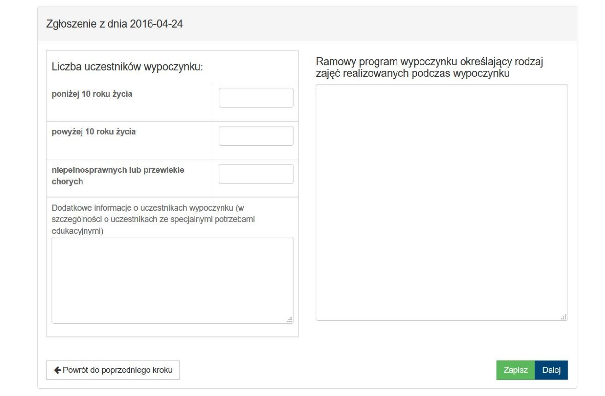 Zgłoszenie z dnia 2016-04-24
Liczba uczestników wypoczynku:
poniżej 10 roku życia
powyżej 10 roku życia
niepełnosprawnych lub przewlekle
chorych
Dodatkowe informacje o uczestnikach wypoczynku (w
szczególności o uczestnikach ze specjalnymi potrzebami
edukacyjnymi)
Ramowy program wypoczynku określający rodzaj
zajęć realizowanych podczas wypoczynku
Powrót do poprzedniego kroku
Zapisz
Dalej